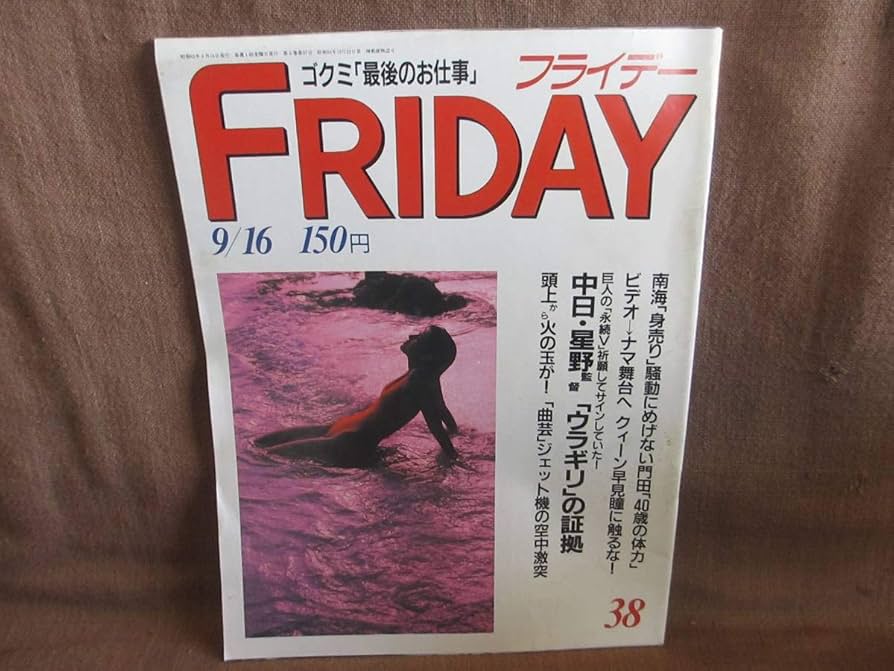 ゴクミ「最後のお仕事」
フライデー
FRIDAY
9/16 150円
南海「身売り」騒動にめげない門田「40歳の体力」
ビデオ→ナマ舞台へ クィーン早見瞳に触るな!
巨人の「永続V」祈願してサインしていた!
中日・星野監督「ウラギリ」の証拠
頭上から火の玉が!「曲芸」ジェット機の空中激突
38